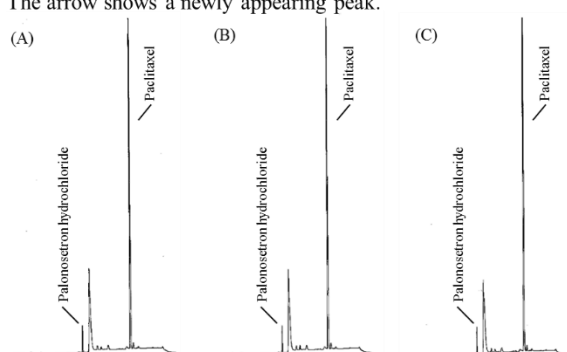 The arrow shows a newly appearing peak.
(A)
Palonosetron hydrochloride
Paclitaxel
(B)
Palonosetron hydrochloride
Paclitaxel
(C)
Palonosetron hydrochloride
Paclitaxel